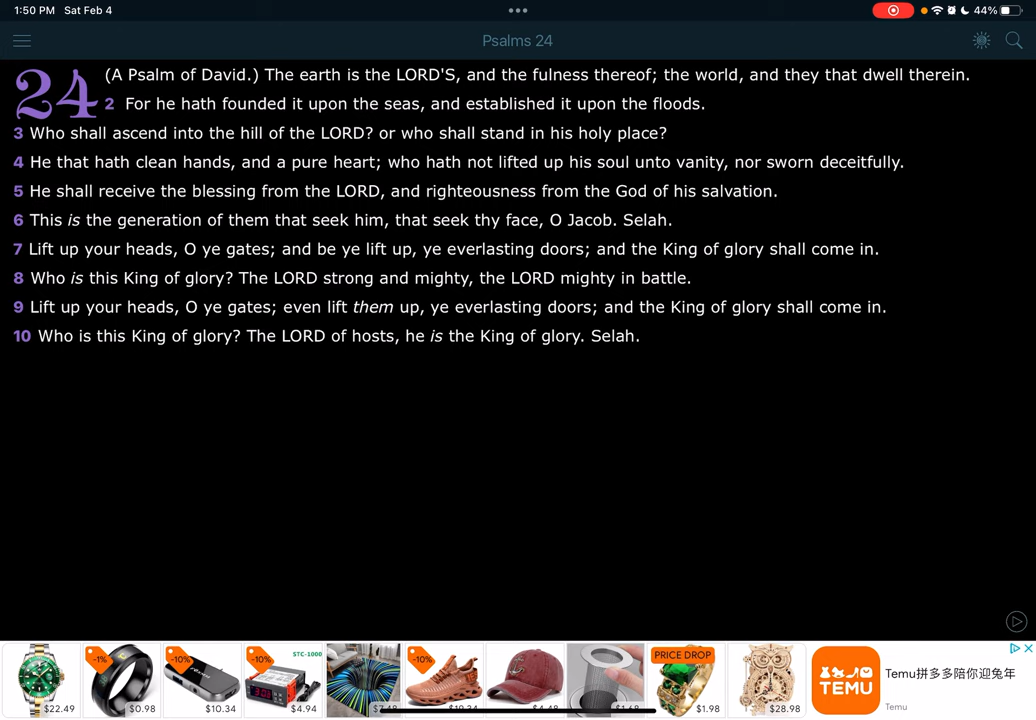 1:50 PM Sat Feb 4
44%
Psalms 24
24 (A Psalm of David.) The earth is the LORD'S, and the fulness thereof; the world, and they that dwell therein.
2 For he hath founded it upon the seas, and established it upon the floods.
3 Who shall ascend into the hill of the LORD? or who shall stand in his holy place?
4 He that hath clean hands, and a pure heart; who hath not lifted up his soul unto vanity, nor sworn deceitfully.
5 He shall receive the blessing from the LORD, and righteousness from the God of his salvation.
6 This is the generation of them that seek him, that seek thy face, O Jacob. Selah.
7 Lift up your heads, O ye gates; and be ye lift up, ye everlasting doors; and the King of glory shall come in.
8 Who is this King of glory? The LORD strong and mighty, the LORD mighty in battle.
9 Lift up your heads, O ye gates; even lift them up, ye everlasting doors; and the King of glory shall come in.
10 Who is this King of glory? The LORD of hosts, he is the King of glory. Selah.
-1% -10% -10% STC-1000 -10% PRICE DROP
$22.49 $0.98 $10.34 $4.94 $1.98 $28.98
TEMU
Temu拼多多陪你迎兔年
Temu